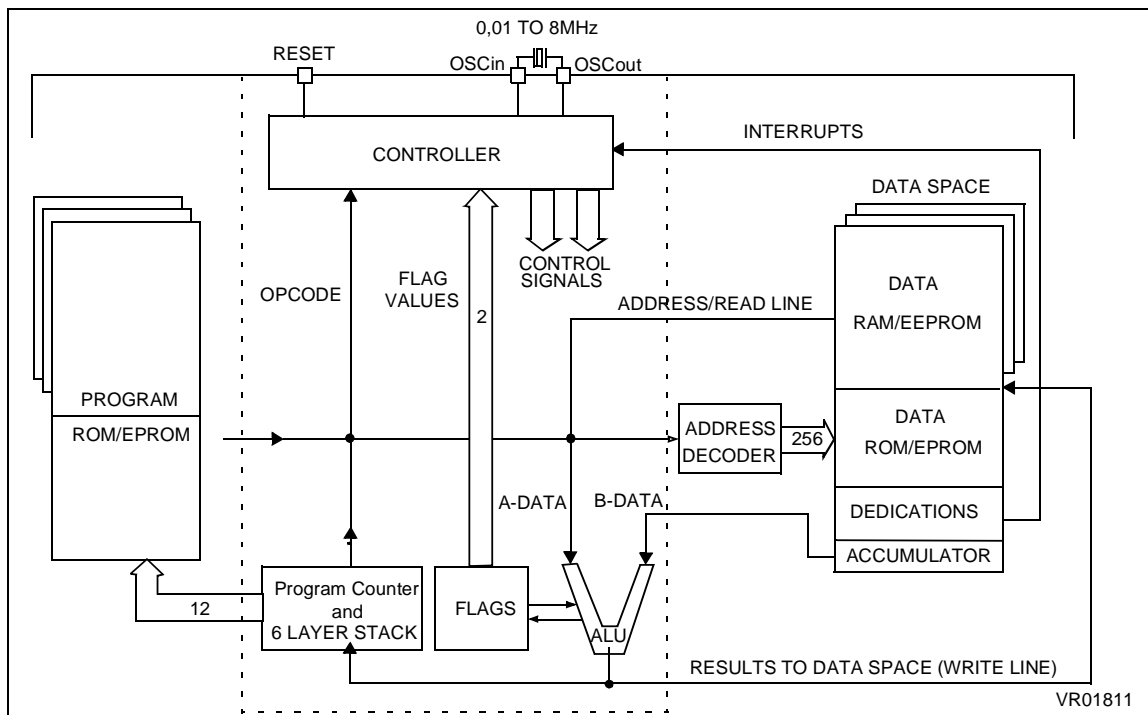 0,01 TO 8MHz
RESET
OSCin
OSCout
INTERRUPTS
CONTROLLER
DATA SPACE
OPCODE
FLAG
VALUES
2
CONTROL
SIGNALS
ADDRESS/READ LINE
DATA
RAM/EEPROM
PROGRAM
ROM/EPROM
ADDRESS
DECODER
256
DATA
ROM/EPROM
A-DATA
B-DATA
DEDICATIONS
ACCUMULATOR
12
Program Counter
and
6 LAYER STACK
FLAGS
ALU
RESULTS TO DATA SPACE (WRITE LINE)
VR01811